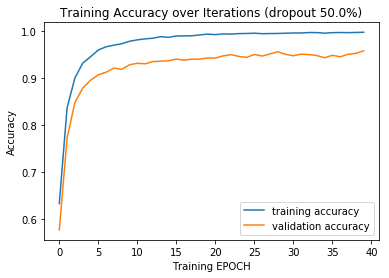 Training Accuracy over Iterations (dropout 50.0%)
1.0
0.9
0.8
0.7
0.6
Accuracy
0 5 10 15 20 25 30 35 40
Training EPOCH
training accuracy
validation accuracy